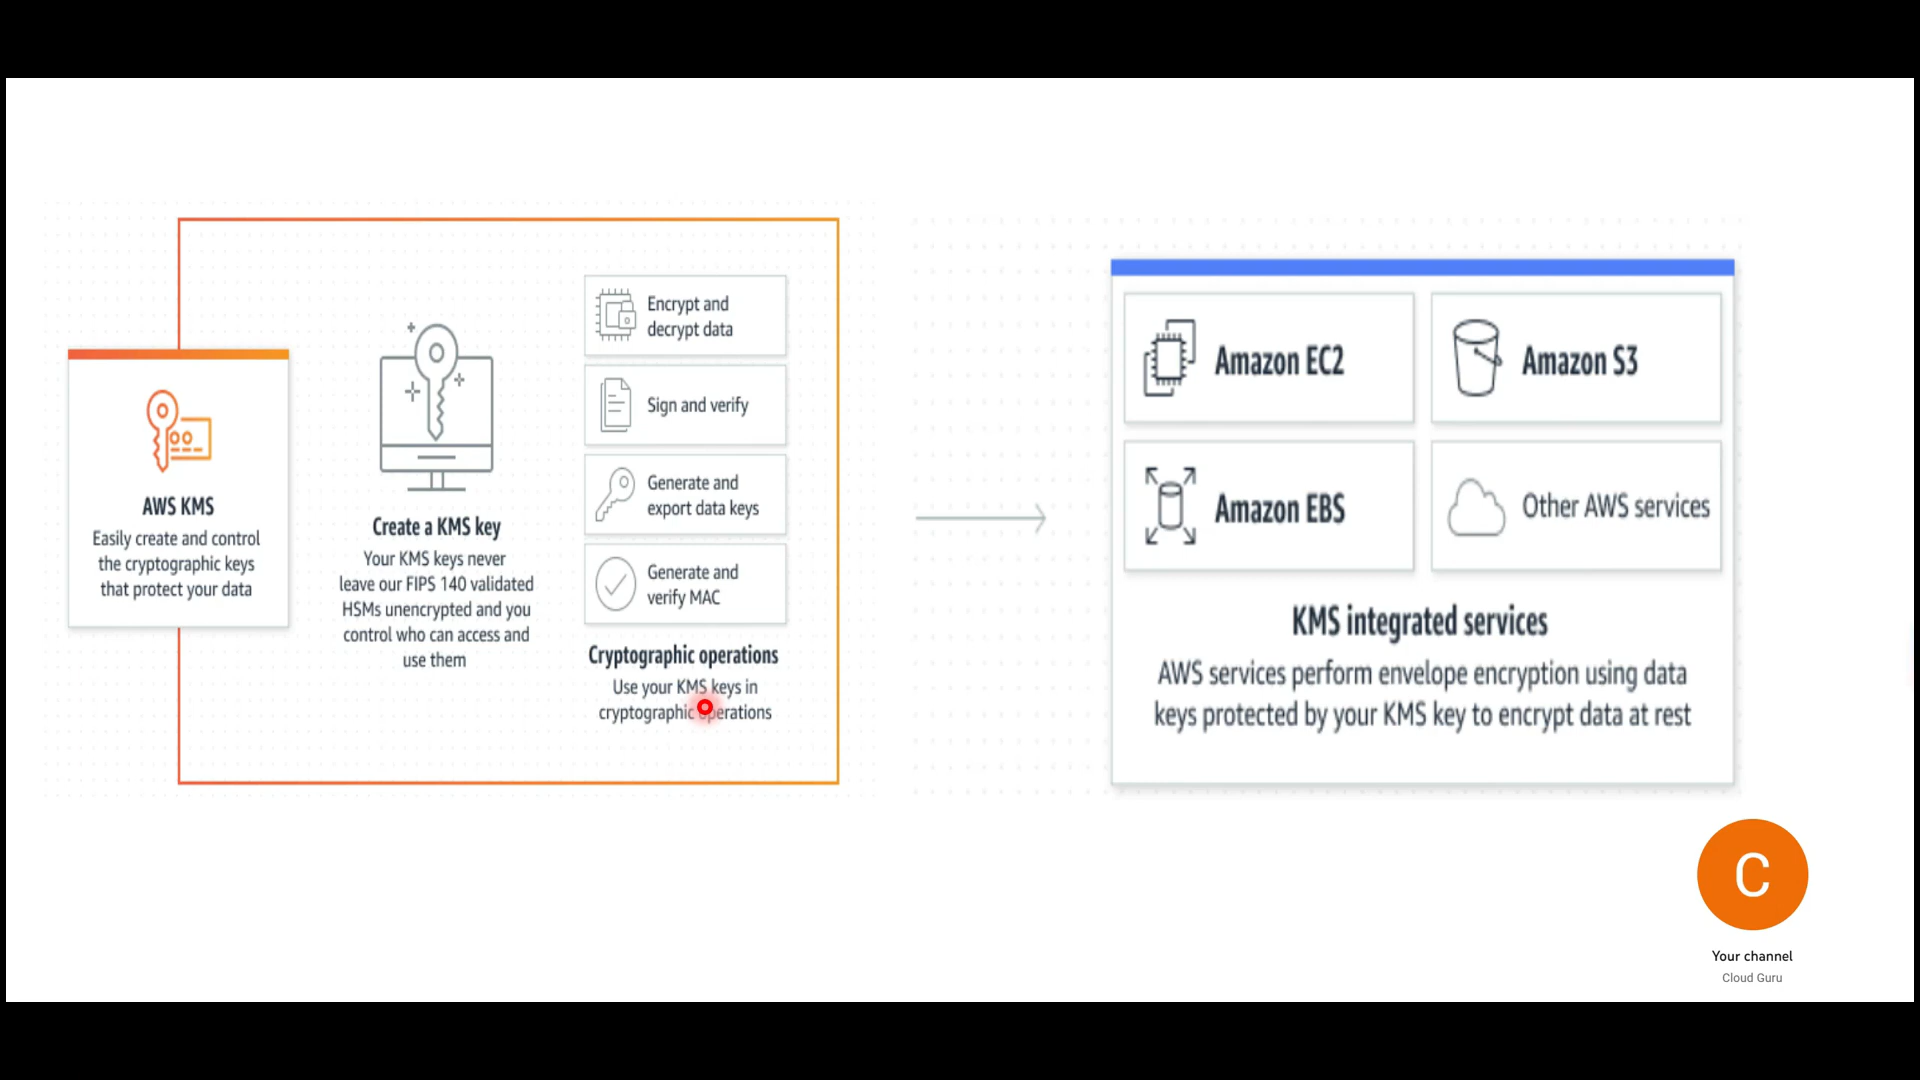 AWS KMS
Easily create and control
the cryptographic keys
that protect your data
Create a KMS key
Your KMS keys never
leave our FIPS 140 validated
HSMs unencrypted and you
control who can access and
use them
Encrypt and
decrypt data
Sign and verify
Generate and
export data keys
Generate and
verify MAC
Cryptographic operations
Use your KMS keys in
cryptographic operations
Amazon EC2
Amazon S3
Amazon EBS
Other AWS services
KMS integrated services
AWS services perform envelope encryption using data
keys protected by your KMS key to encrypt data at rest
C
Your channel
Cloud Guru